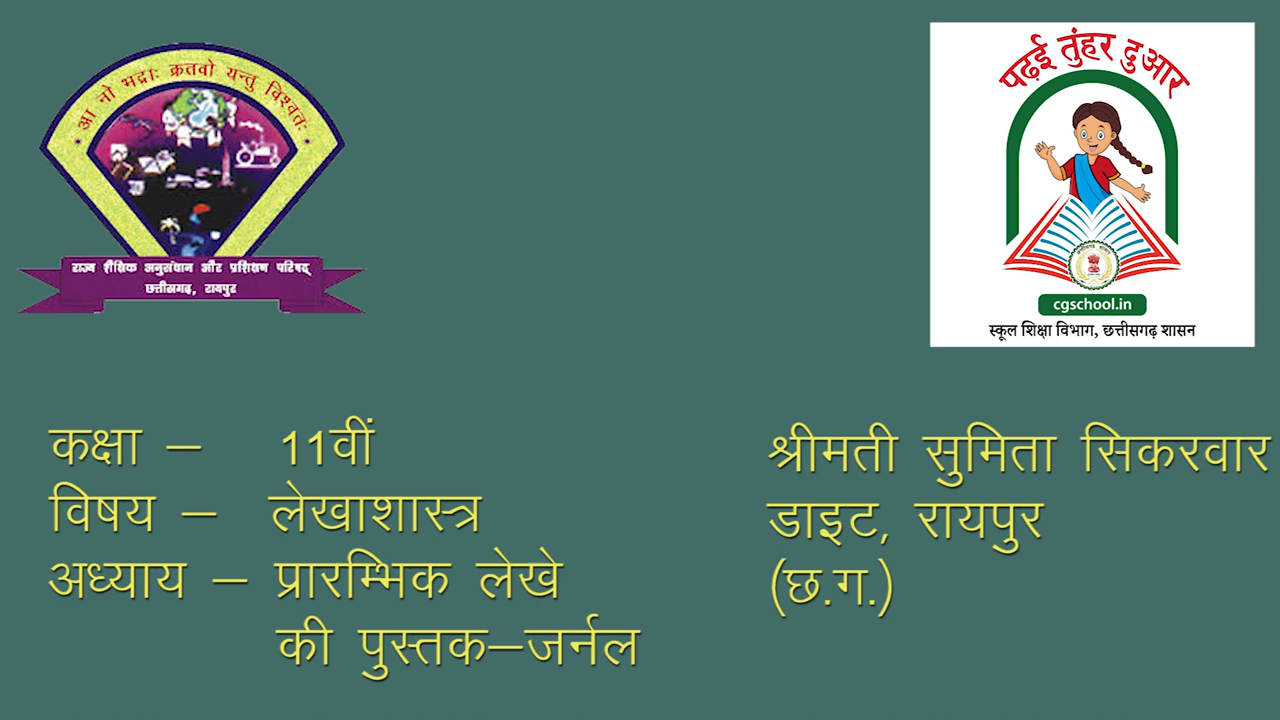 आ नो भद्राः क्रतवो यन्तु विश्वतः
राज्य शैक्षिक अनुसंधान और प्रशिक्षण परिषद्
छत्तीसगढ़, रायपुर
पढ़ई तुंहर दुआर
cgschool.in
स्कूल शिक्षा विभाग, छत्तीसगढ़ शासन
कक्षा – 11वीं
विषय – लेखाशास्त्र
अध्याय – प्रारम्भिक लेखे
की पुस्तक–जर्नल
श्रीमती सुमिता सिकरवार
डाइट, रायपुर
(छ.ग.)